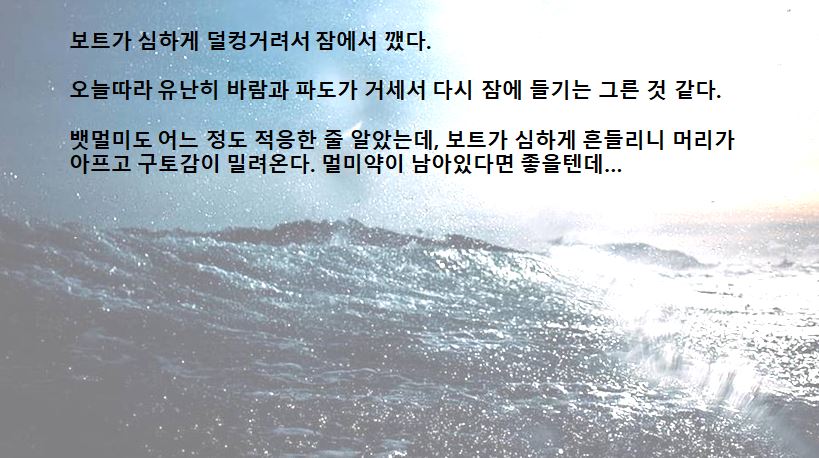 보트가 심하게 덜컹거려서 잠에서 깼다.
오늘따라 유난히 바람과 파도가 거세서 다시 잠에 들기는 그른 것 같다.
뱃멀미도 어느 정도 적응한 줄 알았는데, 보트가 심하게 흔들리니 머리가
아프고 구토감이 밀려온다. 멀미약이 남아있다면 좋을텐데...